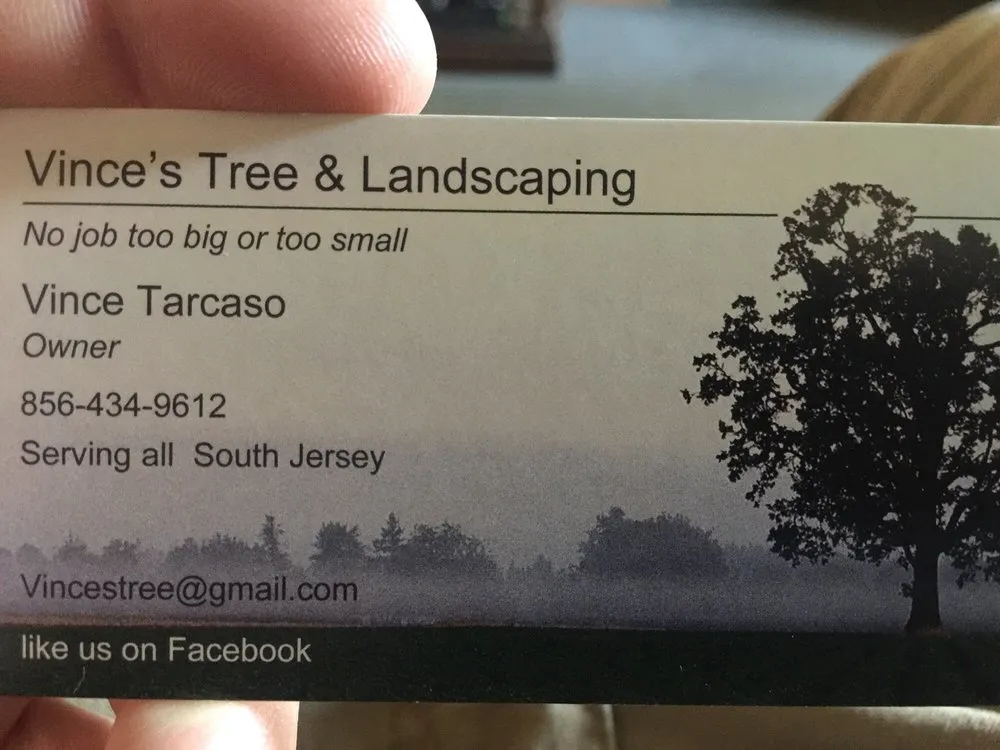 Vince's Tree & Landscaping
No job too big or too small
Vince Tarcaso
Owner
856-434-9612
Serving all  South Jersey
Vincestree@gmail.com
like us on Facebook